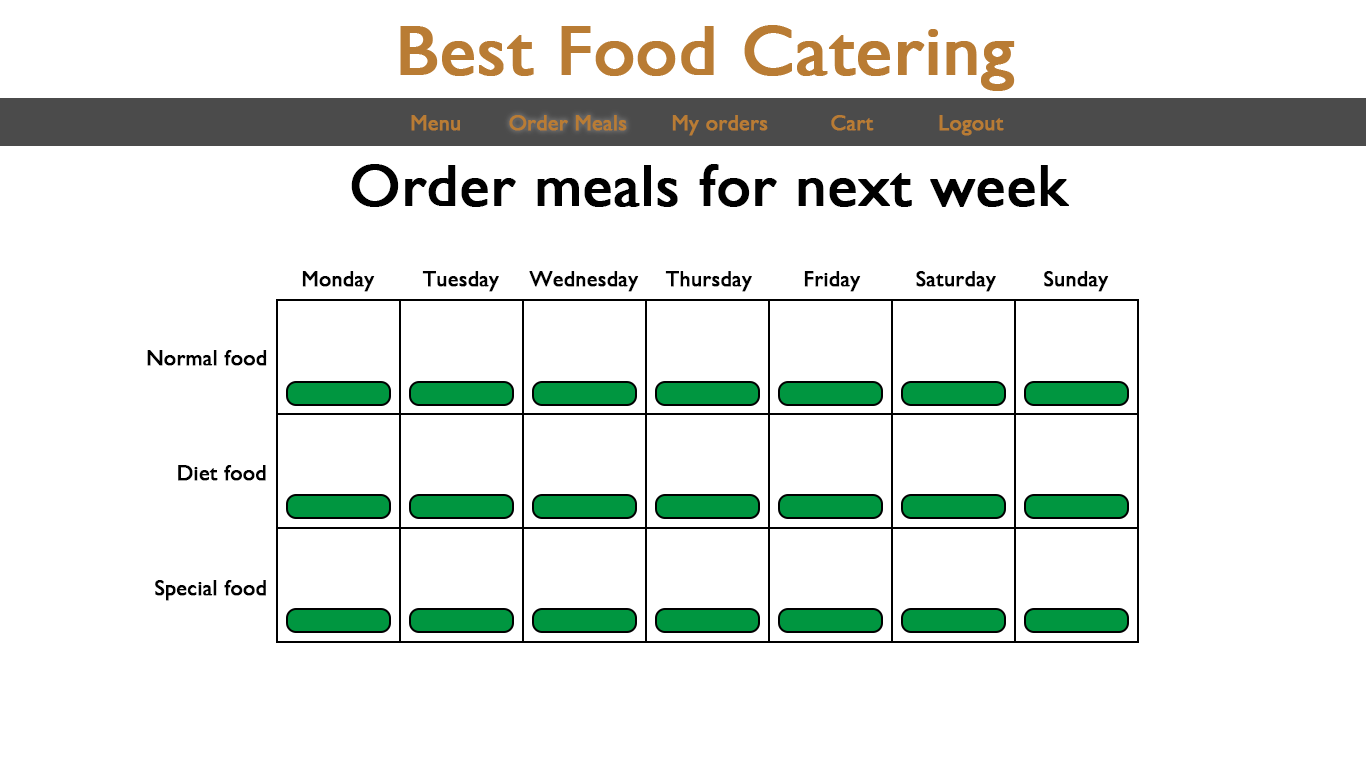 Best Food Catering
Menu Order Meals My orders Cart Logout
Order meals for next week
Monday Tuesday Wednesday Thursday Friday Saturday Sunday
Normal food
Diet food
Special food